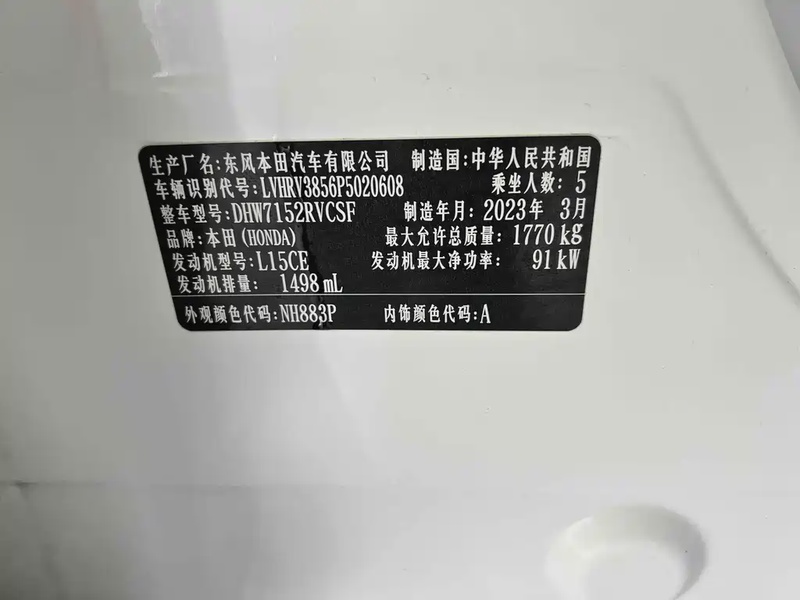 生产厂名:东风本田汽车有限公司 制造国:中华人民共和国
车辆识别代号:LVHRV3856P5020608 乘坐人数: 5
整车型号:DHW7152RVCSF 制造年月: 2023年 3月
品牌:本田(HONDA) 最大允许总质量: 1770 kg
发动机型号:L15CE 发动机最大净功率: 91 kW
发动机排量: 1498 mL
外观颜色代码:NH883P 内饰颜色代码:A